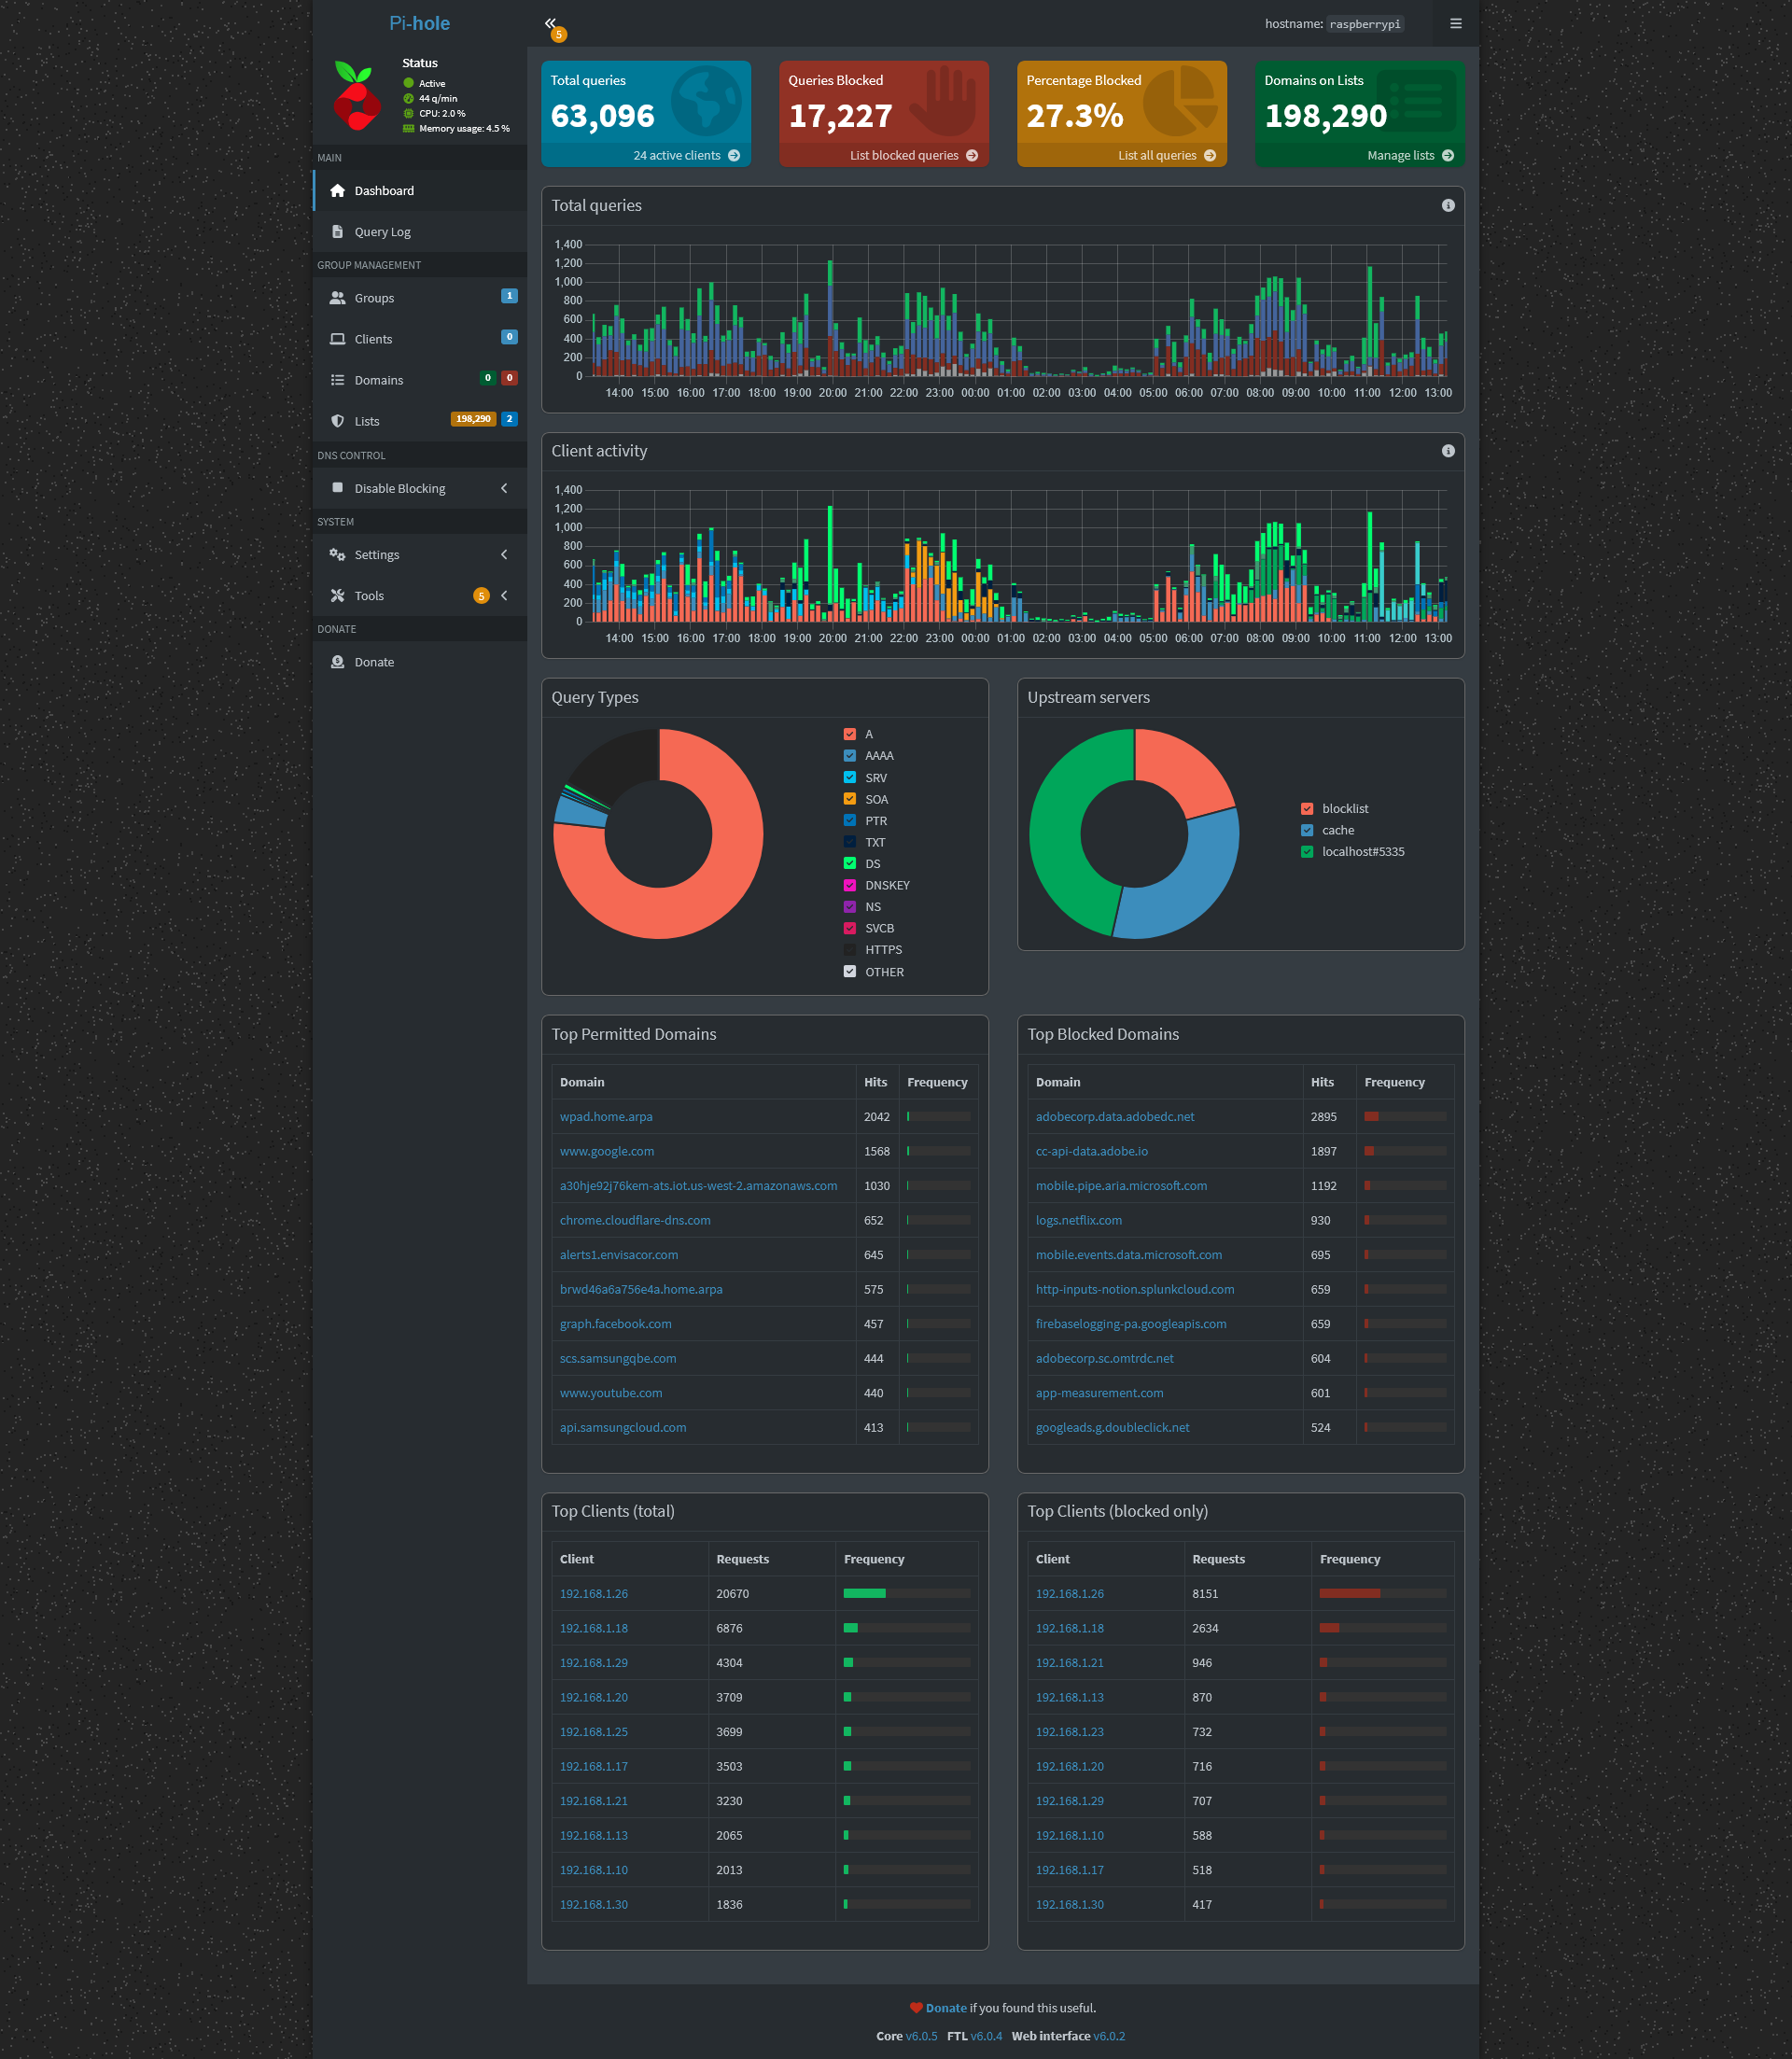 Pi-hole
5
hostname: raspberrypi
Status
Active
44 q/min
CPU: 2.0 %
Memory usage: 4.5 %
MAIN
Dashboard
Query Log
GROUP MANAGEMENT
Groups 1
Clients 0
Domains 0 0
Lists 198,290 2
DNS CONTROL
Disable Blocking
SYSTEM
Settings
Tools 5
DONATE
Donate
Total queries
63,096
24 active clients
Queries Blocked
17,227
List blocked queries
Percentage Blocked
27.3%
List all queries
Domains on Lists
198,290
Manage lists
Total queries
1,400
1,200
1,000
800
600
400
200
0
14:00 15:00 16:00 17:00 18:00 19:00 20:00 21:00 22:00 23:00 00:00 01:00 02:00 03:00 04:00 05:00 06:00 07:00 08:00 09:00 10:00 11:00 12:00 13:00
Client activity
1,400
1,200
1,000
800
600
400
200
0
14:00 15:00 16:00 17:00 18:00 19:00 20:00 21:00 22:00 23:00 00:00 01:00 02:00 03:00 04:00 05:00 06:00 07:00 08:00 09:00 10:00 11:00 12:00 13:00
Query Types
A
AAAA
SRV
SOA
PTR
TXT
DS
DNSKEY
NS
SVCB
HTTPS
OTHER
Upstream servers
blocklist
cache
localhost#5335
Top Permitted Domains
Domain Hits Frequency
wpad.home.arpa 2042
www.google.com 1568
a30hje92j76kem-ats.iot.us-west-2.amazonaws.com 1030
chrome.cloudflare-dns.com 652
alerts1.envisacor.com 645
brwd46a6a756e4a.home.arpa 575
graph.facebook.com 457
scs.samsungqbe.com 444
www.youtube.com 440
api.samsungcloud.com 413
Top Blocked Domains
Domain Hits Frequency
adobecorp.data.adobedc.net 2895
cc-api-data.adobe.io 1897
mobile.pipe.aria.microsoft.com 1192
logs.netflix.com 930
mobile.events.data.microsoft.com 695
http-inputs-notion.splunkcloud.com 659
firebaselogging-pa.googleapis.com 659
adobecorp.sc.omtrdc.net 604
app-measurement.com 601
googleads.g.doubleclick.net 524
Top Clients (total)
Client Requests Frequency
192.168.1.26 20670
192.168.1.18 6876
192.168.1.29 4304
192.168.1.20 3709
192.168.1.25 3699
192.168.1.17 3503
192.168.1.21 3230
192.168.1.13 2065
192.168.1.10 2013
192.168.1.30 1836
Top Clients (blocked only)
Client Requests Frequency
192.168.1.26 8151
192.168.1.18 2634
192.168.1.21 946
192.168.1.13 870
192.168.1.23 732
192.168.1.20 716
192.168.1.29 707
192.168.1.10 588
192.168.1.17 518
192.168.1.30 417
Donate if you found this useful.
Core v6.0.5 FTL v6.0.4 Web interface v6.0.2